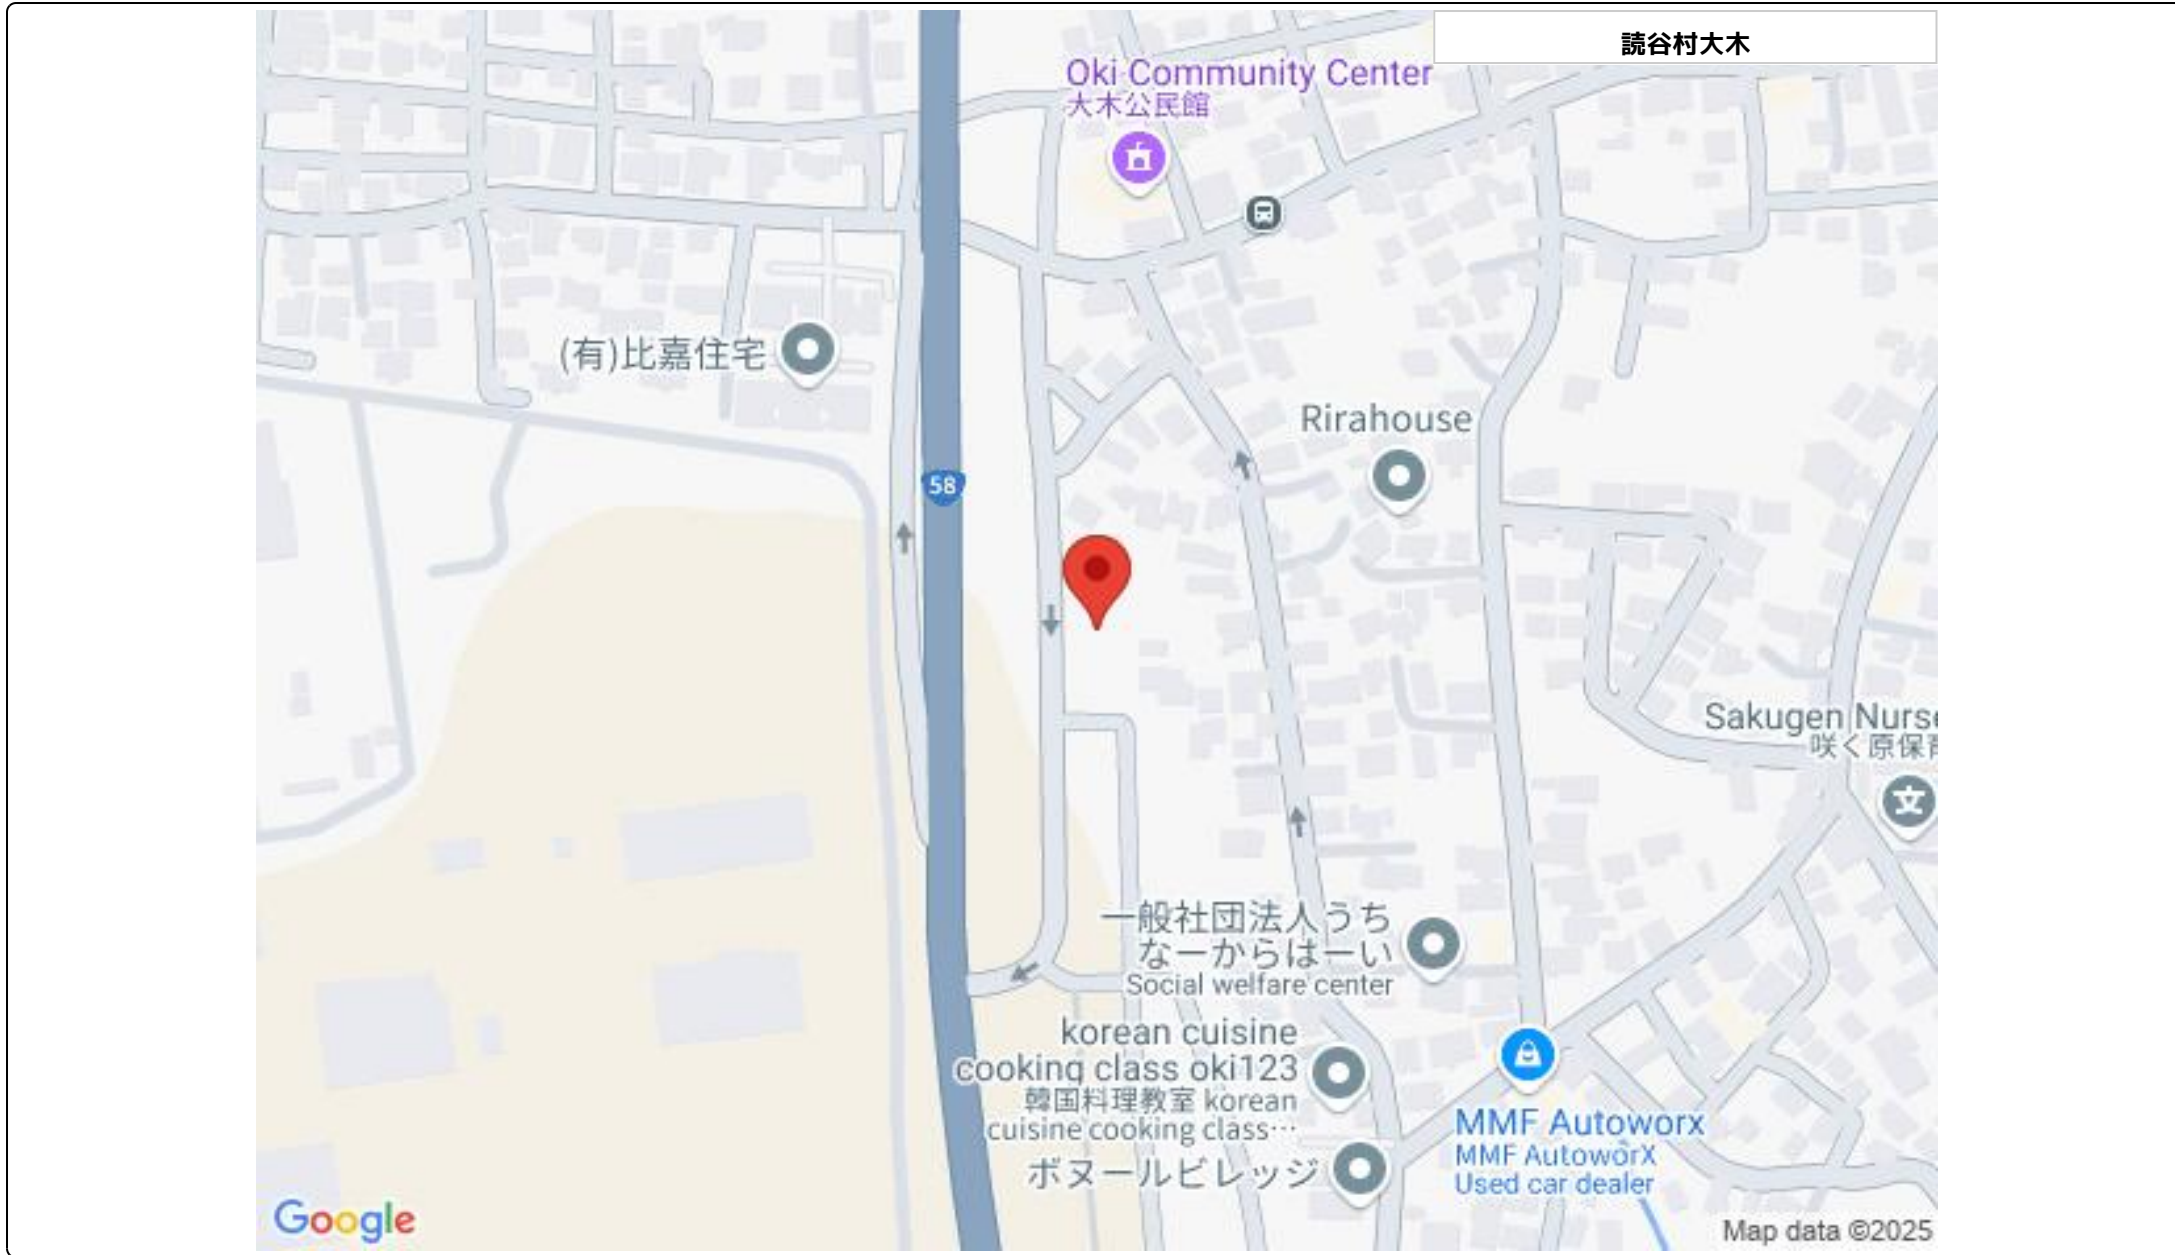 読谷村大木
Oki Community Center
大木公民館
(有)比嘉住宅
Rirahouse
58
Sakugen Nurse
咲く原保育
文
一般社団法人うち
なーからはーい
Social welfare center
korean cuisine
cooking class oki123
韓国料理教室 korean
cuisine cooking class…
ボヌールビレッジ
MMF Autoworx
MMF AutoworX
Used car dealer
Google
Map data ©2025